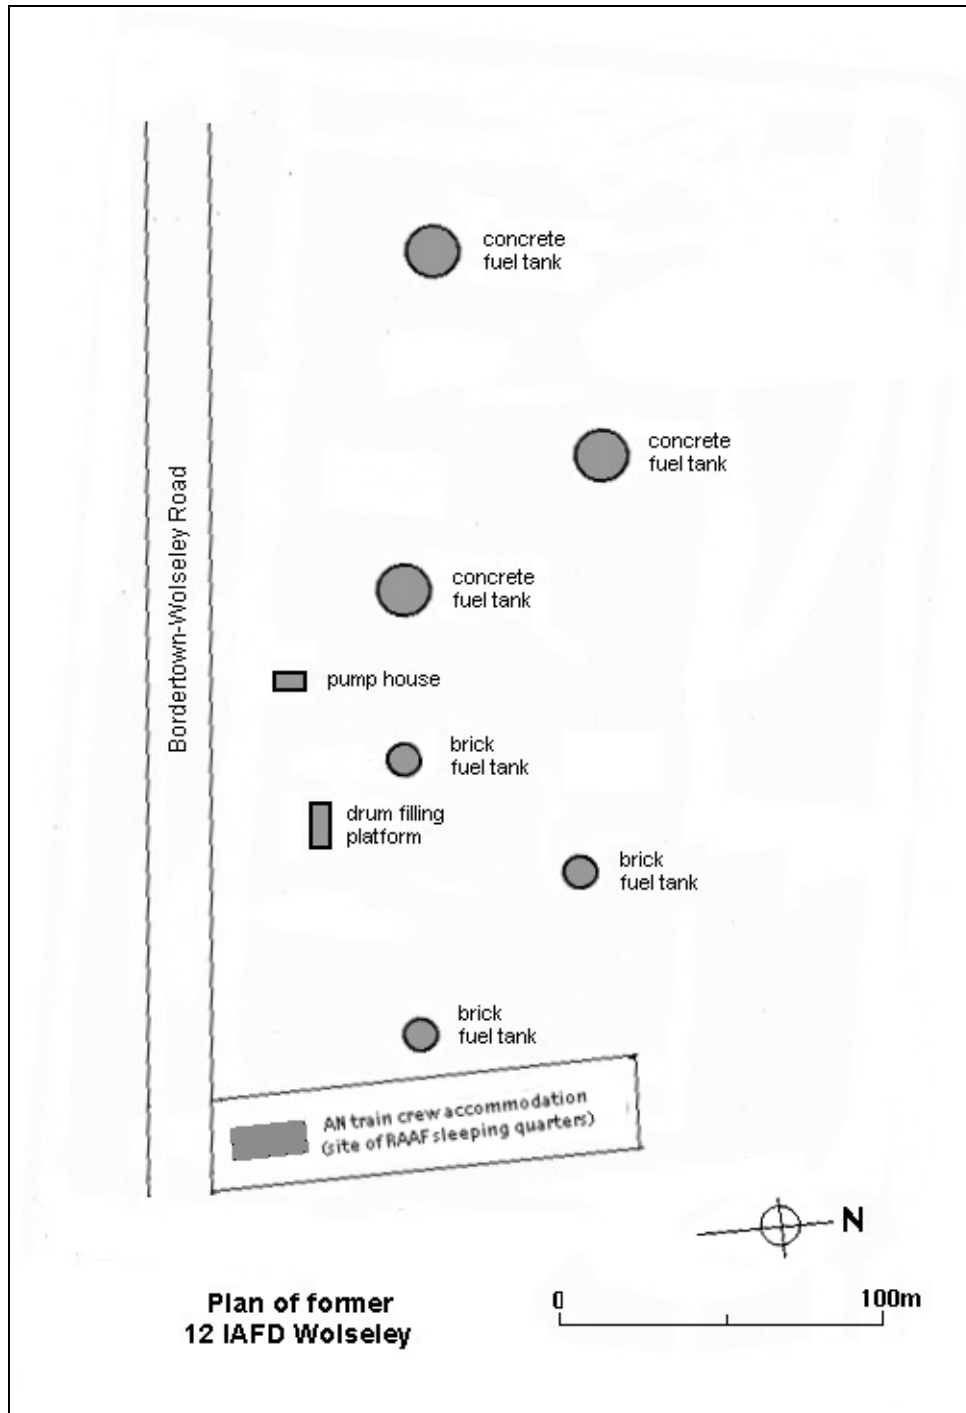 concrete
fuel tank
concrete
fuel tank
concrete
fuel tank
Bordertown-Wolseley Road
pump house
brick
fuel tank
drum filling
platform
brick
fuel tank
brick
fuel tank
AN train crew accommodation
(site of RAAF sleeping quarters)
N
Plan of former
12 IAFD Wolseley
0
100m